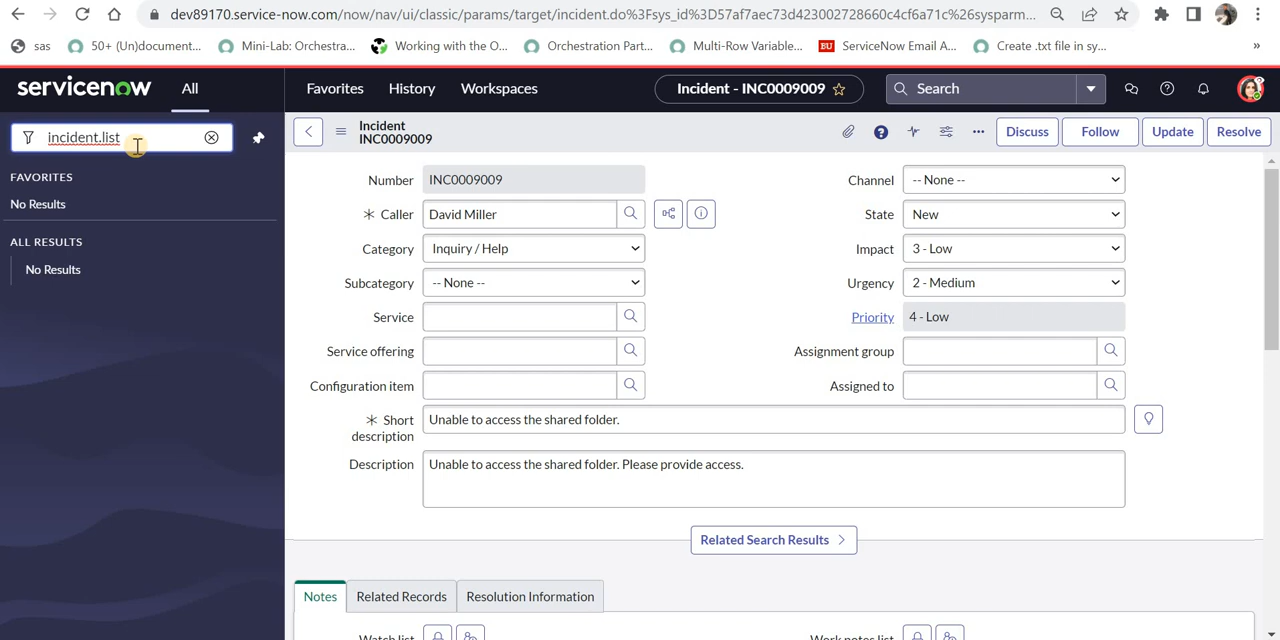 dev89170.service-now.com/now/nav/ui/classic/params/target/incident.do%3Fsys_id%3D57af7aec73d423002728660c4cf6a71c%26sysparm...
sas
50+ (Un)document...
Mini-Lab: Orchestra...
Working with the O...
Orchestration Part...
Multi-Row Variable...
BU
ServiceNow Email A...
Create .txt file in sy...
»
servicenow
All
Favorites
History
Workspaces
Incident - INC0009009
Search
incident.list
FAVORITES
No Results
ALL RESULTS
No Results
Incident
INC0009009
Discuss
Follow
Update
Resolve
Number
INC0009009
Channel
-- None --
Caller
David Miller
State
New
Category
Inquiry / Help
Impact
3 - Low
Subcategory
-- None --
Urgency
2 - Medium
Service
Priority
4 - Low
Service offering
Assignment group
Configuration item
Assigned to
Short
description
Unable to access the shared folder.
Description
Unable to access the shared folder. Please provide access.
Related Search Results
Notes
Related Records
Resolution Information
Watch list
Work notes list